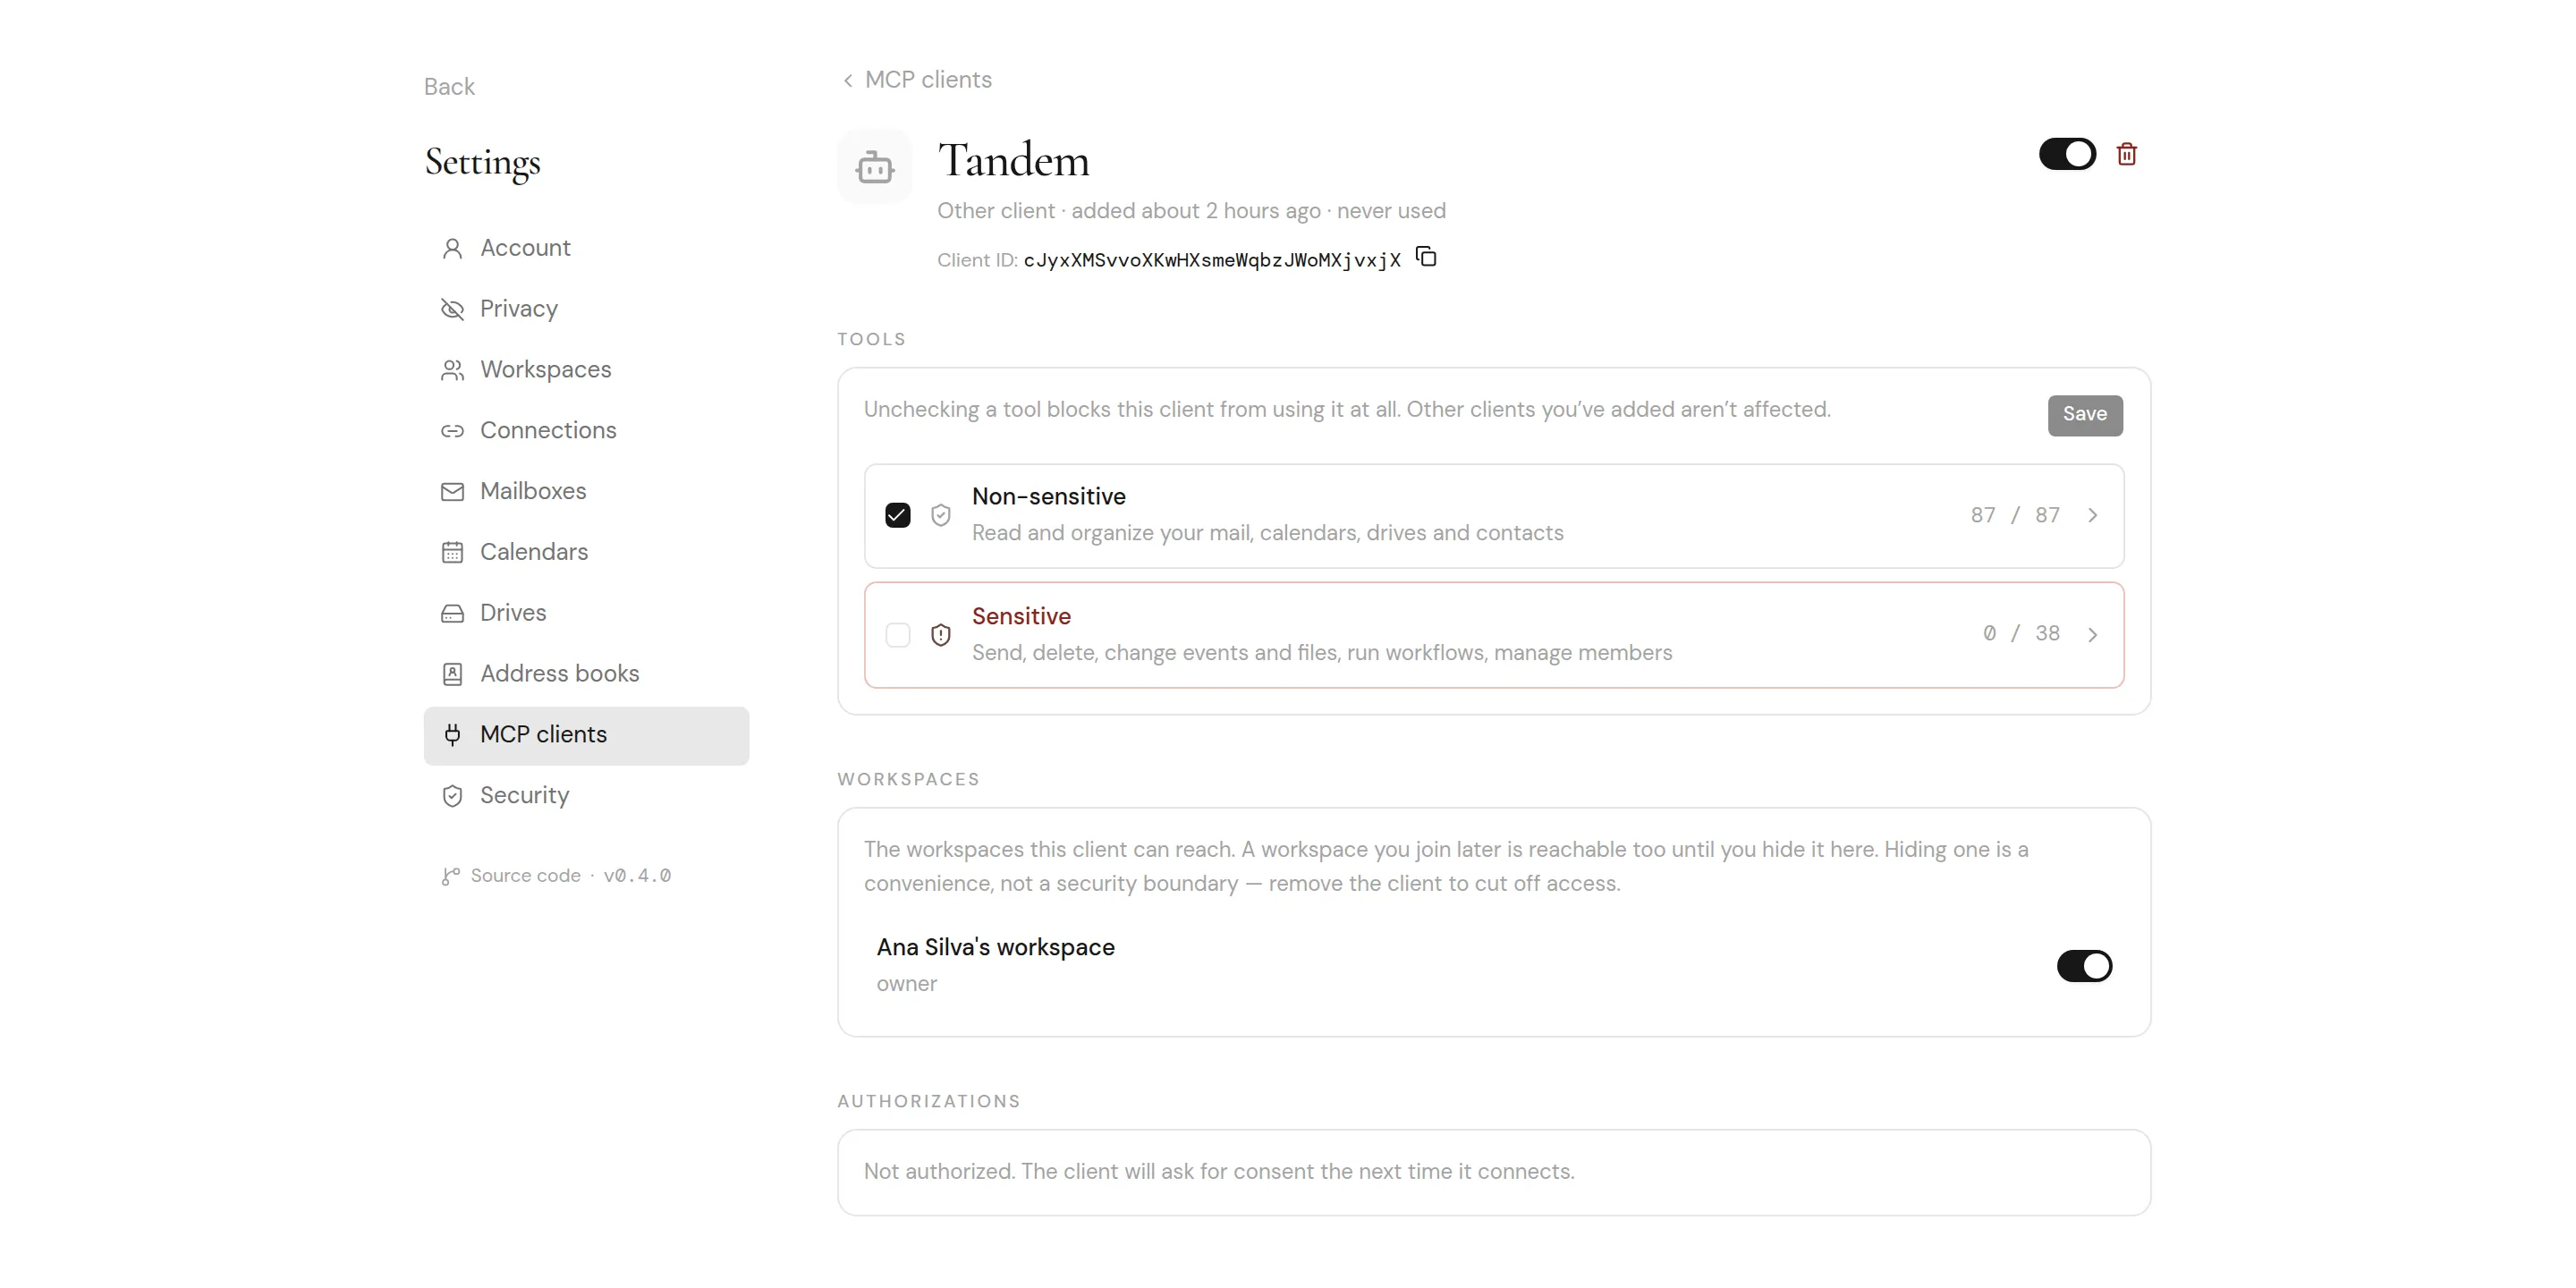 Back
Settings
Account
Privacy
Workspaces
Connections
Mailboxes
Calendars
Drives
Address books
MCP clients
Security
Source code · v0.4.0
MCP clients
Tandem
Other client · added about 2 hours ago · never used
Client ID: cJyxXMSvvoXKwHXsmeWqbzJWoMXjvxjX
TOOLS
Unchecking a tool blocks this client from using it at all. Other clients you’ve added aren’t affected.
Save
Non-sensitive
Read and organize your mail, calendars, drives and contacts
87 / 87
Sensitive
Send, delete, change events and files, run workflows, manage members
0 / 38
WORKSPACES
The workspaces this client can reach. A workspace you join later is reachable too until you hide it here. Hiding one is a
convenience, not a security boundary — remove the client to cut off access.
Ana Silva's workspace
owner
AUTHORIZATIONS
Not authorized. The client will ask for consent the next time it connects.